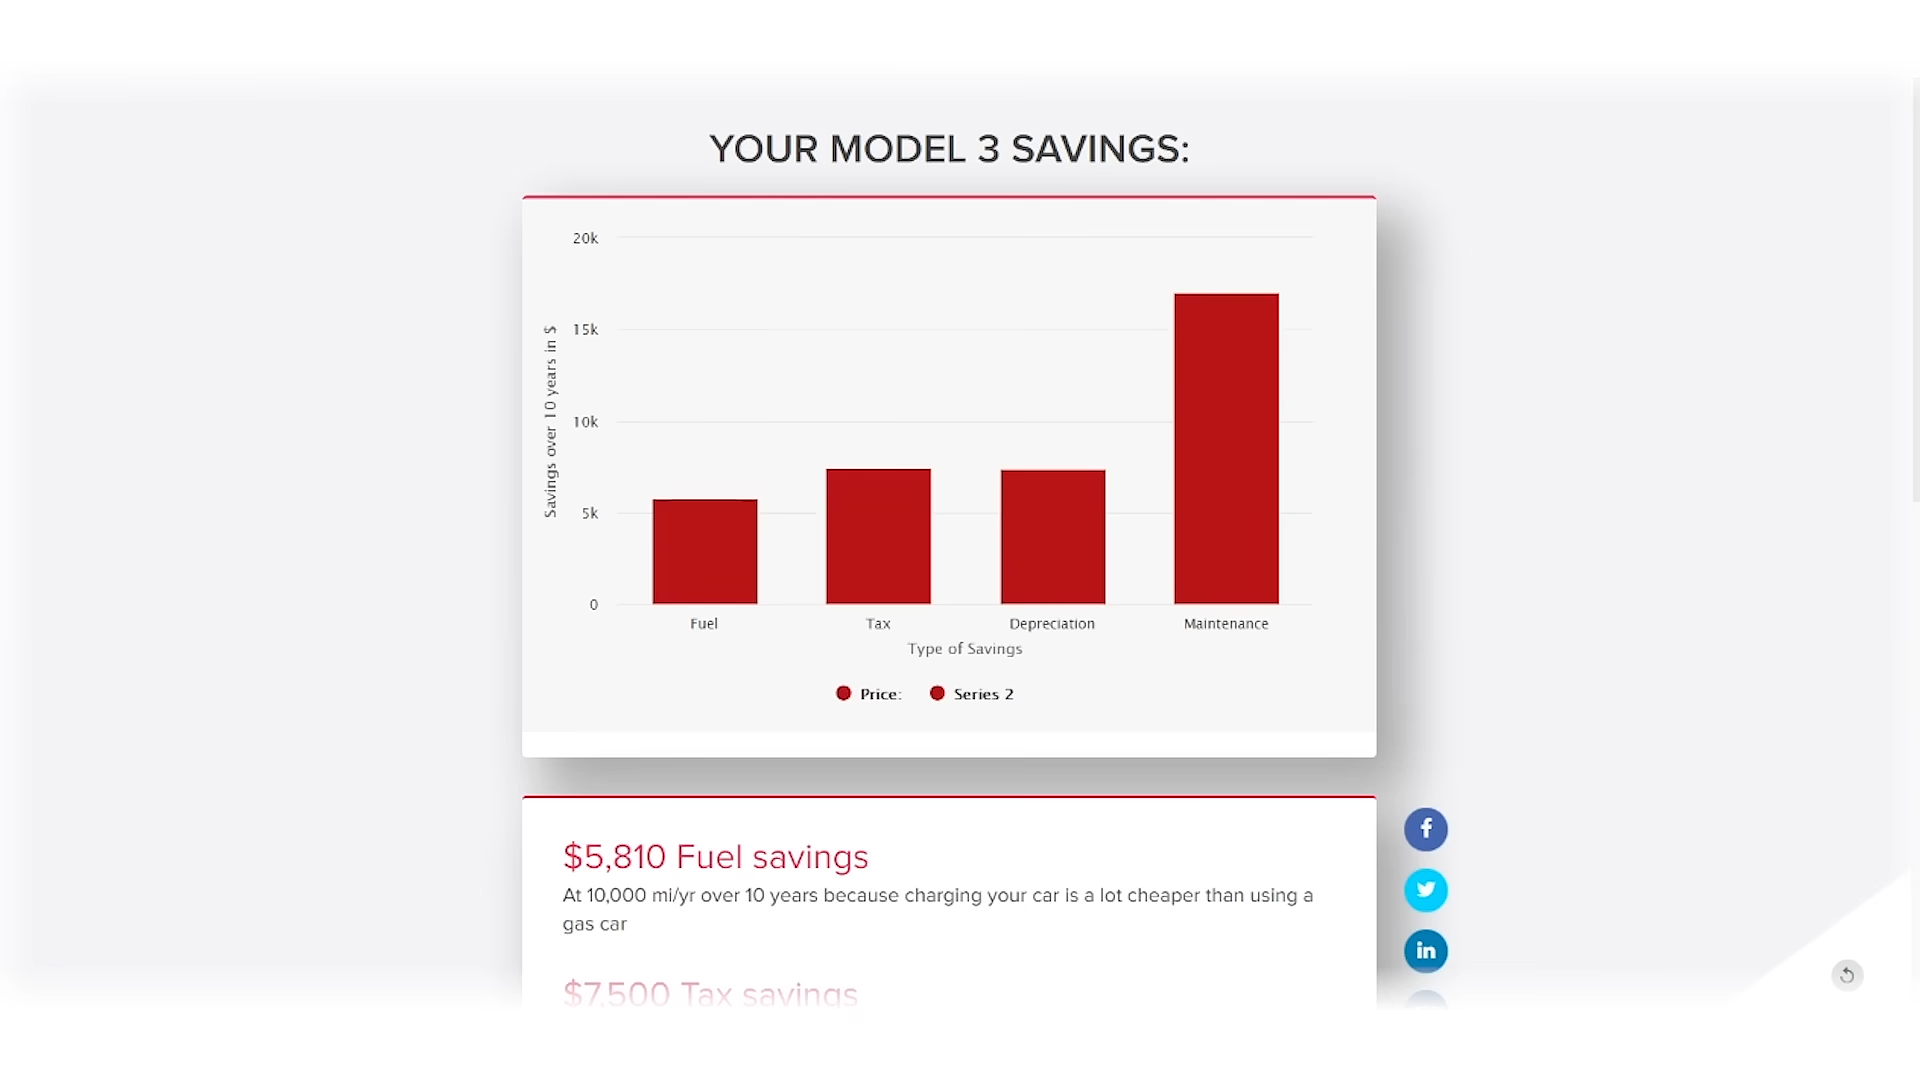 YOUR MODEL 3 SAVINGS:
20k
15k
10k
5k
0
Savings over 10 years in $
Fuel
Tax
Depreciation
Maintenance
Type of Savings
Price:
Series 2
$5,810 Fuel savings
At 10,000 mi/yr over 10 years because charging your car is a lot cheaper than using a
gas car
$7,500 Tax savings
f
in